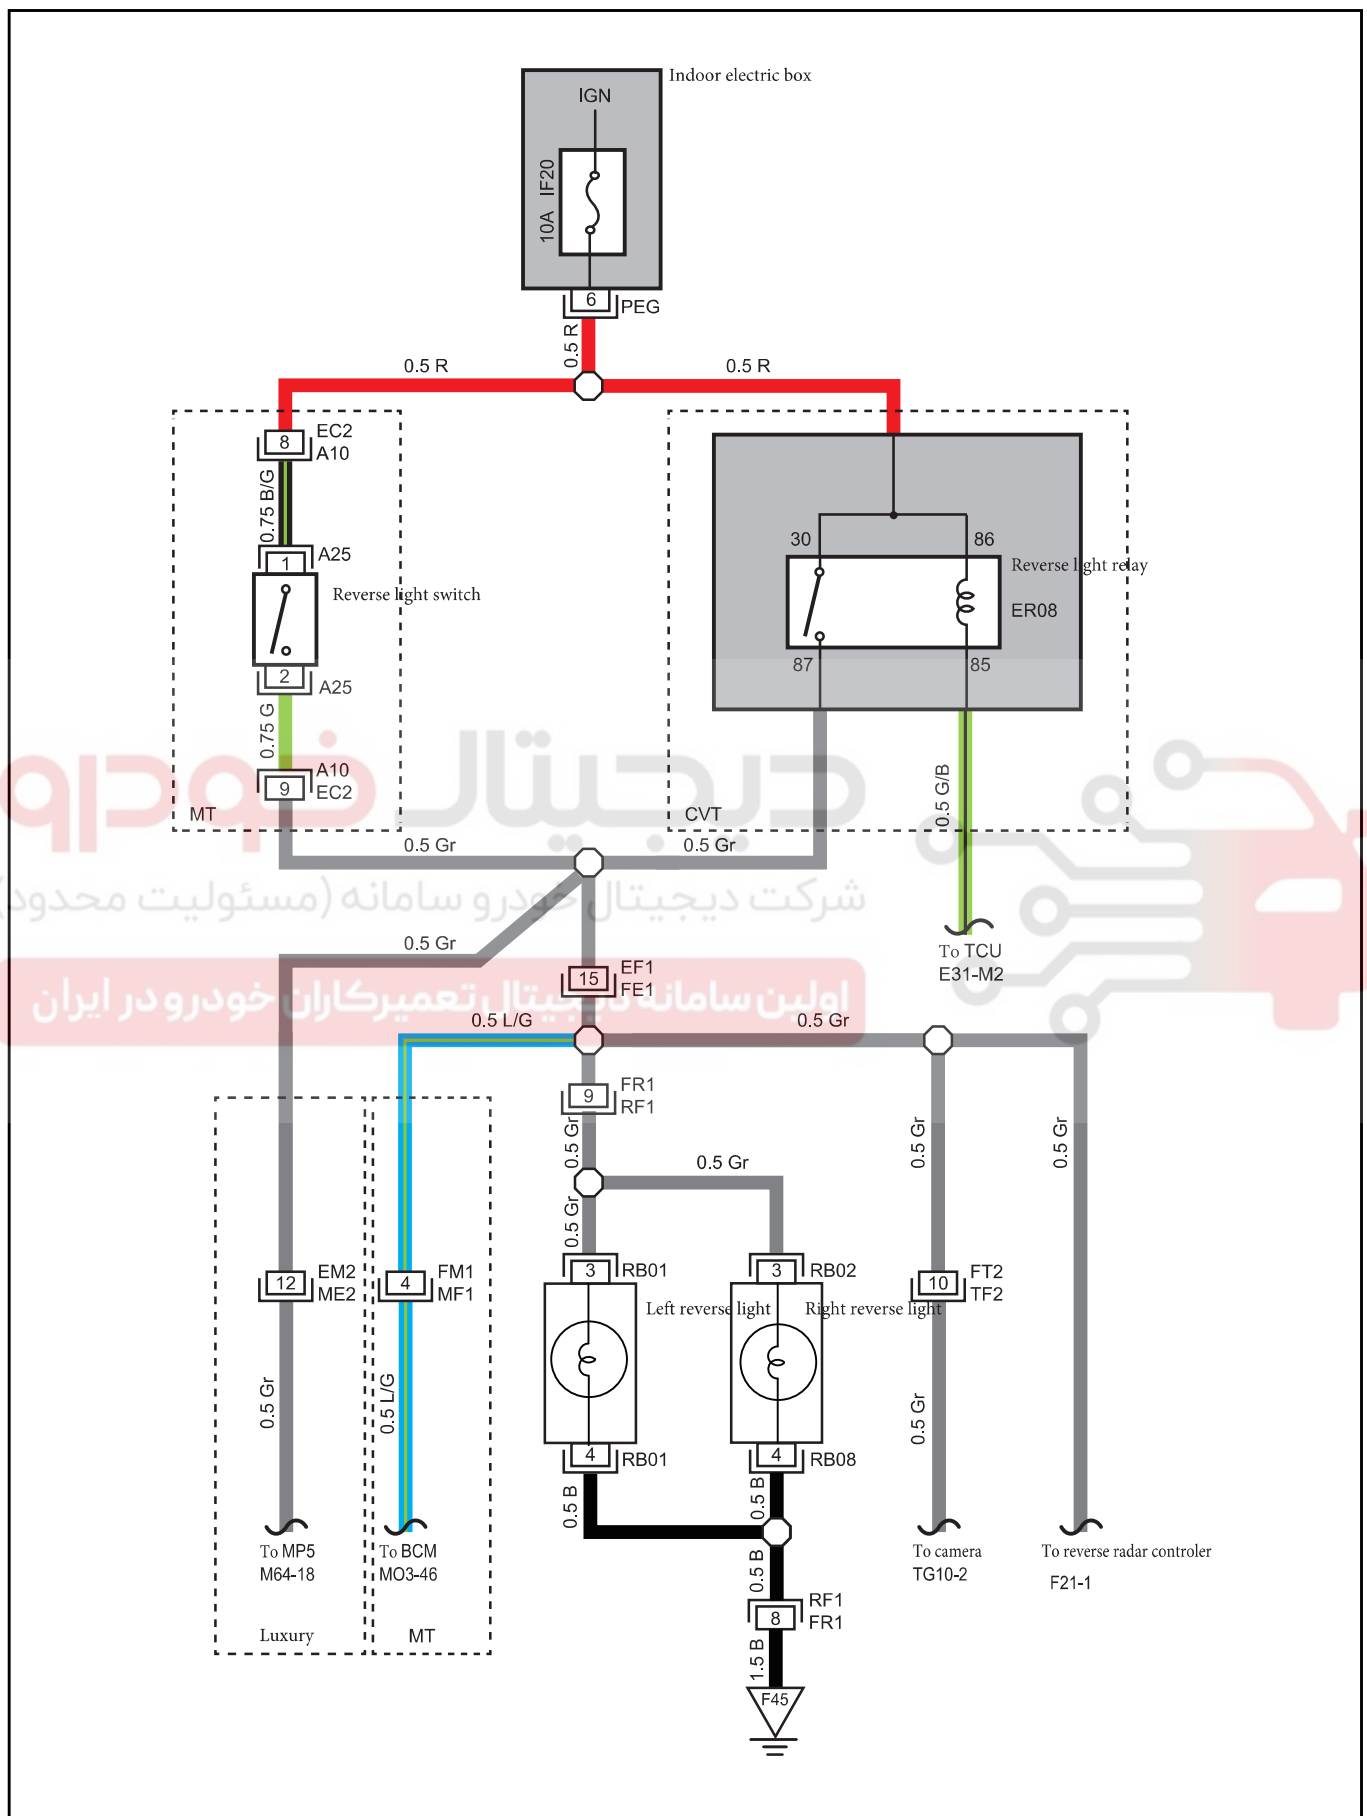 Indoor electric box
IGN
10A IF20
6
PEG
0.5 R
0.5 R
0.5 R
8
EC2
A10
0.75 B/G
1
A25
Reverse light switch
2
A25
0.75 G
A10
9
EC2
MT
30
86
Reverse light relay
ER08
87
85
CVT
0.5 G/B
To TCU
E31-M2
دیجیتال خودرو
شرکت دیجیتال خودرو سامانه (مسئولیت محدود)
اولین سامانه دیجیتال تعمیرکاران خودرو در ایران
0.5 Gr
0.5 Gr
0.5 Gr
15
EF1
FE1
0.5 L/G
0.5 Gr
9
FR1
RF1
0.5 Gr
0.5 Gr
0.5 Gr
0.5 Gr
0.5 Gr
12
EM2
ME2
4
FM1
MF1
3
RB01
3
RB02
10
FT2
TF2
Left reverse light
Right reverse light
0.5 Gr
0.5 L/G
0.5 Gr
4
RB01
4
RB08
0.5 B
0.5 B
To MP5
M64-18
To BCM
MO3-46
To camera
TG10-2
To reverse radar controler
F21-1
0.5 B
RF1
8
FR1
Luxury
MT
1.5 B
F45